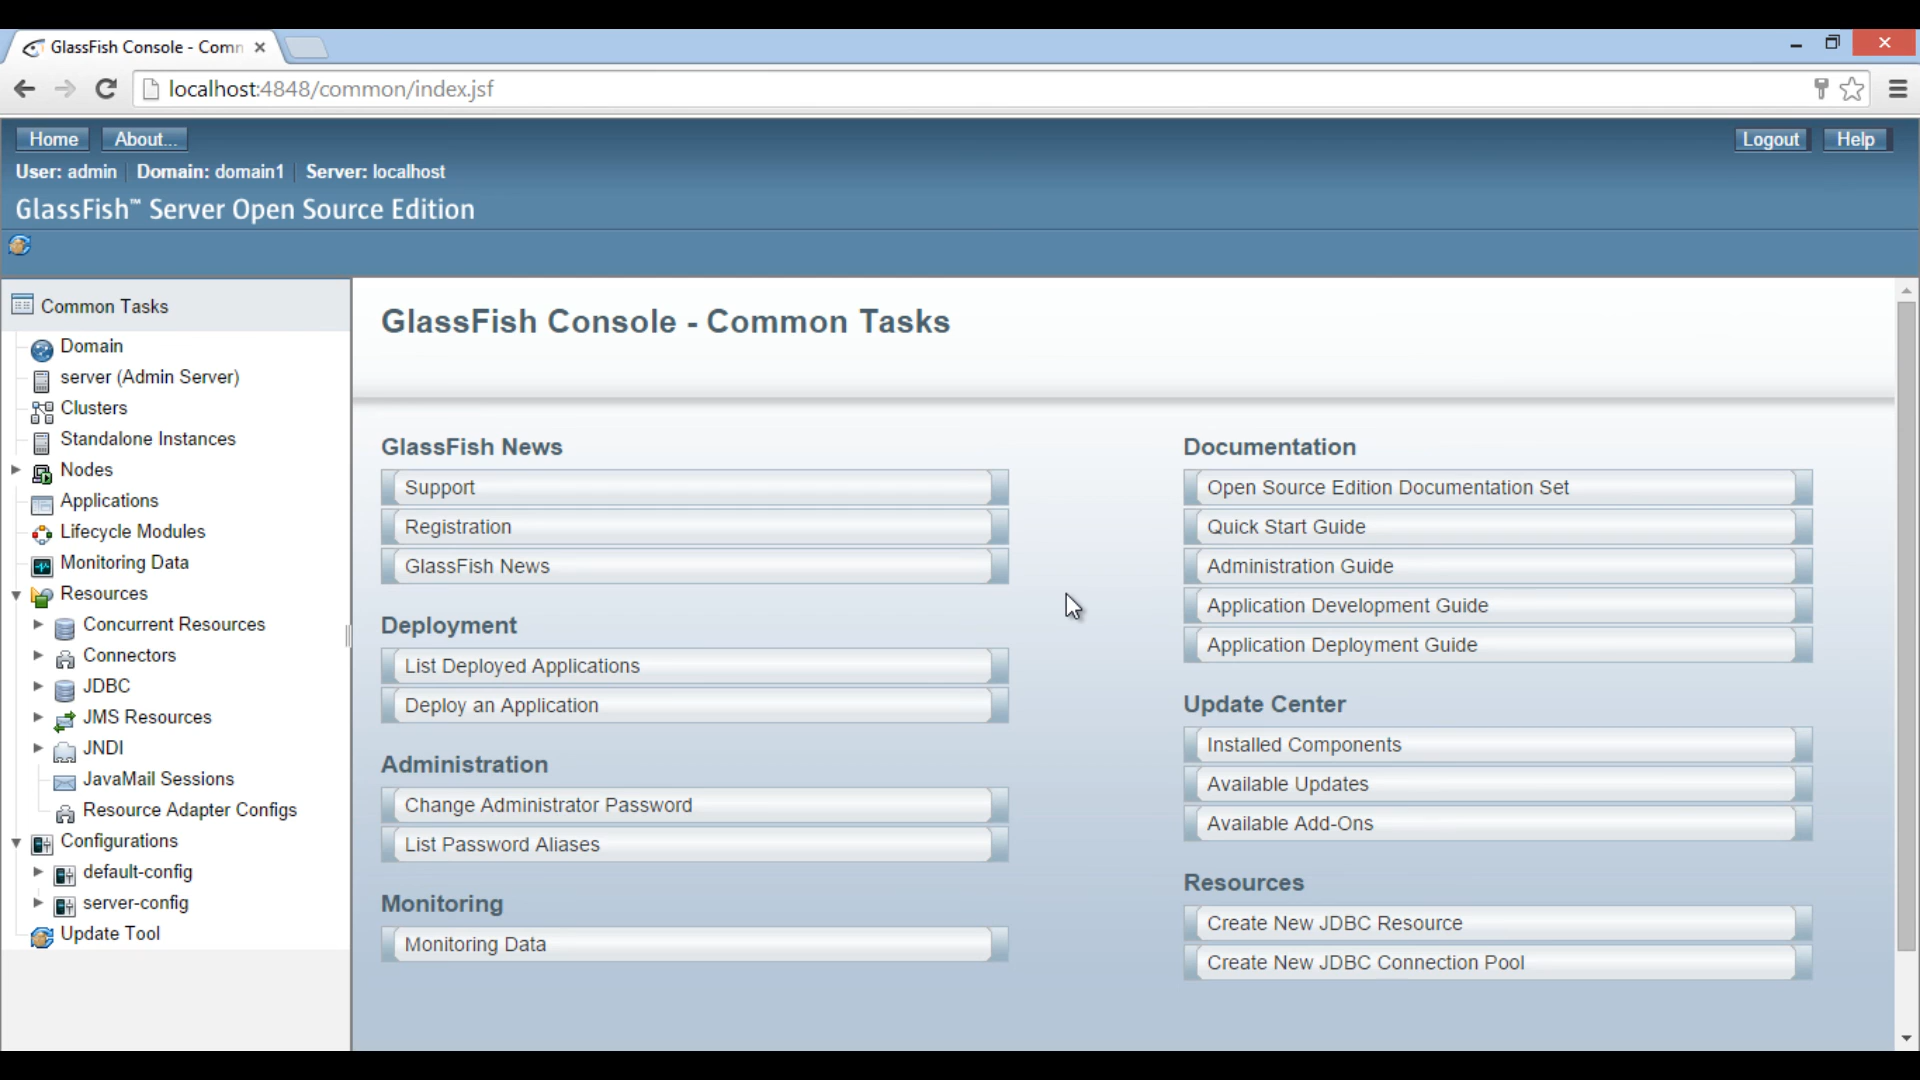 GlassFish Console - Comm
localhost:4848/common/index.jsf
Home About... Logout Help
User: admin Domain: domain1 Server: localhost
GlassFish™ Server Open Source Edition
Common Tasks
Domain
server (Admin Server)
Clusters
Standalone Instances
Nodes
Applications
Lifecycle Modules
Monitoring Data
Resources
Concurrent Resources
Connectors
JDBC
JMS Resources
JNDI
JavaMail Sessions
Resource Adapter Configs
Configurations
default-config
server-config
Update Tool
GlassFish Console - Common Tasks
GlassFish News
Support
Registration
GlassFish News
Deployment
List Deployed Applications
Deploy an Application
Administration
Change Administrator Password
List Password Aliases
Monitoring
Monitoring Data
Documentation
Open Source Edition Documentation Set
Quick Start Guide
Administration Guide
Application Development Guide
Application Deployment Guide
Update Center
Installed Components
Available Updates
Available Add-Ons
Resources
Create New JDBC Resource
Create New JDBC Connection Pool